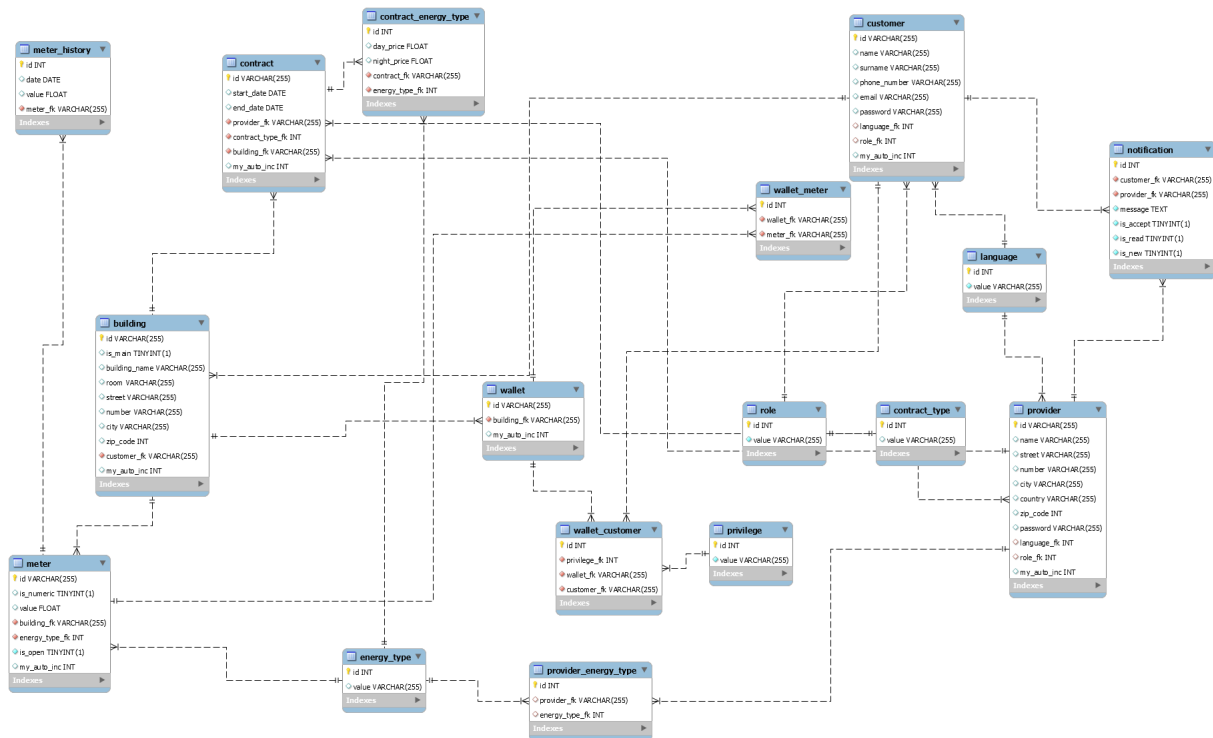 contract_energy_type
id INT
day_price FLOAT
night_price FLOAT
contract_fk VARCHAR(255)
energy_type_fk INT
Indexes
customer
id VARCHAR(255)
name VARCHAR(255)
surname VARCHAR(255)
phone_number VARCHAR(255)
email VARCHAR(255)
password VARCHAR(255)
language_fk INT
role_fk INT
my_auto_inc INT
Indexes
meter_history
id INT
date DATE
value FLOAT
meter_fk VARCHAR(255)
Indexes
contract
id VARCHAR(255)
start_date DATE
end_date DATE
provider_fk VARCHAR(255)
contract_type_fk INT
building_fk VARCHAR(255)
my_auto_inc INT
Indexes
notification
id INT
customer_fk VARCHAR(255)
provider_fk VARCHAR(255)
message TEXT
is_accept TINYINT(1)
is_read TINYINT(1)
is_new TINYINT(1)
Indexes
wallet_meter
id INT
wallet_fk VARCHAR(255)
meter_fk VARCHAR(255)
Indexes
language
id INT
value VARCHAR(255)
Indexes
building
id VARCHAR(255)
is_main TINYINT(1)
building_name VARCHAR(255)
room VARCHAR(255)
street VARCHAR(255)
number VARCHAR(255)
city VARCHAR(255)
zip_code INT
customer_fk VARCHAR(255)
my_auto_inc INT
Indexes
wallet
id VARCHAR(255)
building_fk VARCHAR(255)
my_auto_inc INT
Indexes
role
id INT
value VARCHAR(255)
Indexes
contract_type
id INT
value VARCHAR(255)
Indexes
provider
id VARCHAR(255)
name VARCHAR(255)
street VARCHAR(255)
number VARCHAR(255)
city VARCHAR(255)
country VARCHAR(255)
zip_code INT
password VARCHAR(255)
language_fk INT
role_fk INT
my_auto_inc INT
Indexes
wallet_customer
id INT
privilege_fk INT
wallet_fk VARCHAR(255)
customer_fk VARCHAR(255)
Indexes
privilege
id INT
value VARCHAR(255)
Indexes
meter
id VARCHAR(255)
is_numeric TINYINT(1)
value FLOAT
building_fk VARCHAR(255)
energy_type_fk INT
is_open TINYINT(1)
my_auto_inc INT
Indexes
energy_type
id INT
value VARCHAR(255)
Indexes
provider_energy_type
id INT
provider_fk VARCHAR(255)
energy_type_fk INT
Indexes